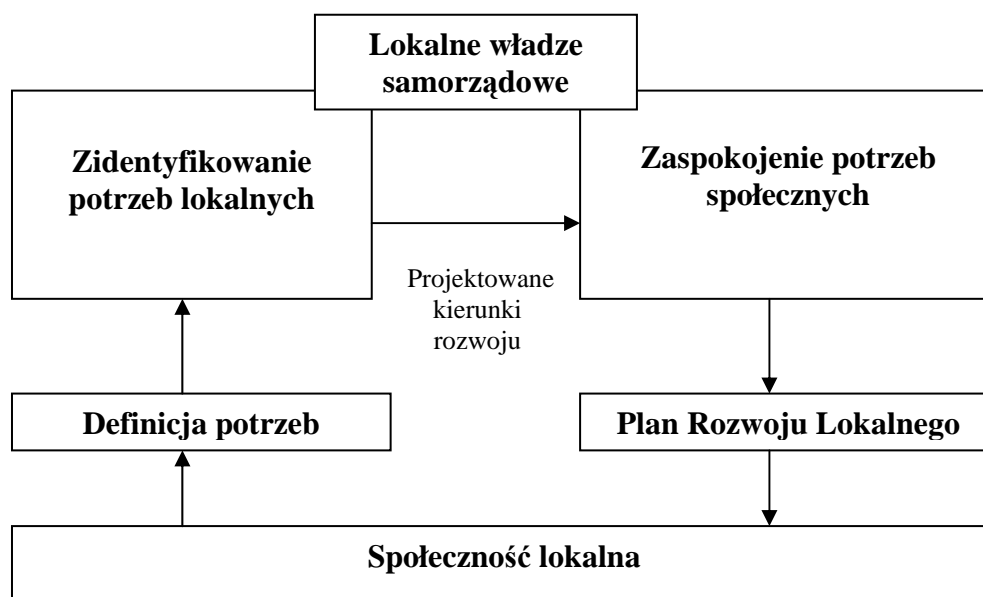 Lokalne władze
samorządowe
Zidentyfikowanie
potrzeb lokalnych
Zaspokojenie potrzeb
społecznych
Projektowane
kierunki
rozwoju
Definicja potrzeb
Plan Rozwoju Lokalnego
Społeczność lokalna